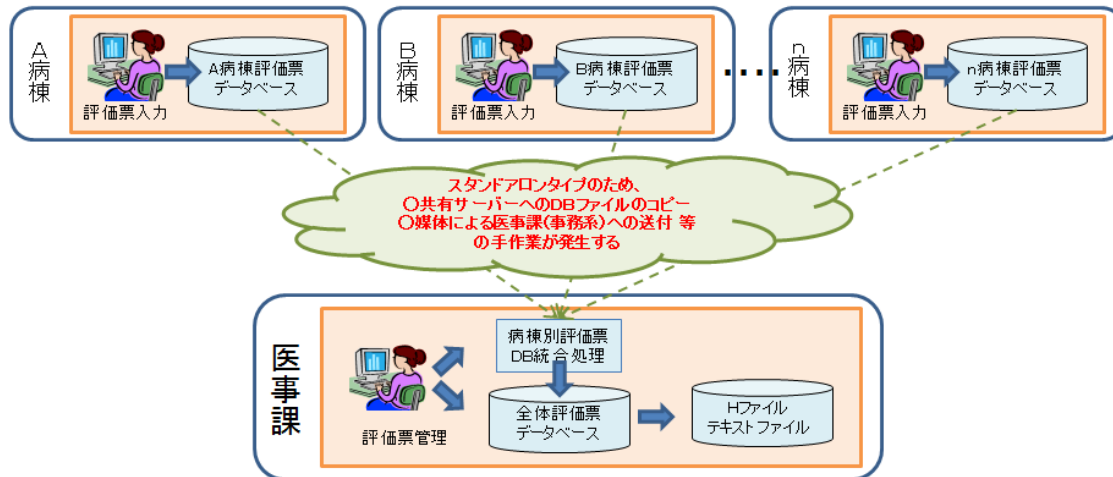 A病棟
A病棟評価票
データベース
評価票入力
B病棟
B病棟評価票
データベース
評価票入力
・・・・
n病棟
n病棟評価票
データベース
評価票入力
スタンドアロンタイプのため、
〇共有サーバーへのDBファイルのコピー
〇媒体による医事課(事務系)への送付 等
の手作業が発生する
医事課
病棟別評価票
DB統合処理
評価票管理
全体評価票
データベース
Hファイル
テキストファイル